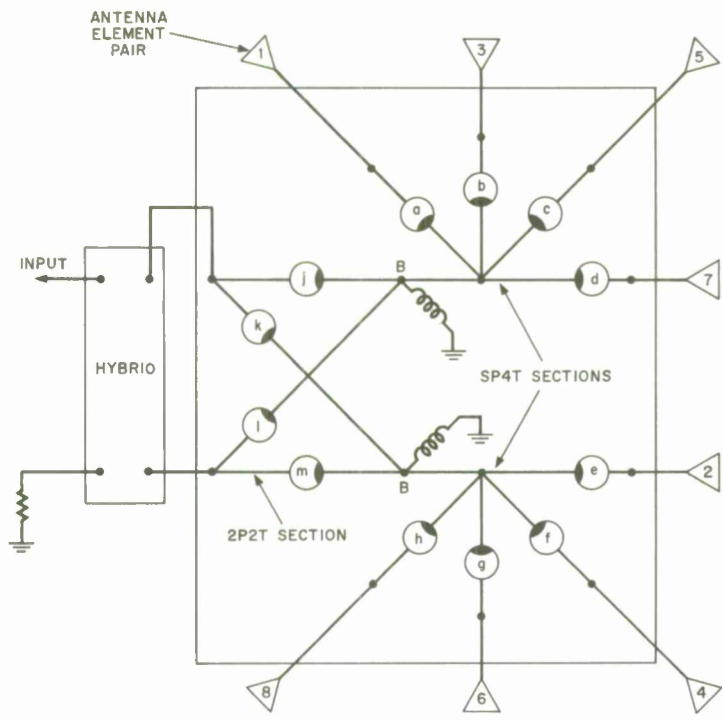 ANTENNA
ELEMENT
PAIR
1
3
5
b
a
c
INPUT
j
B
d
7
k
HYBRIO
SP4T SECTIONS
l
m
B
e
2
2P2T SECTION
h
g
f
8
6
4